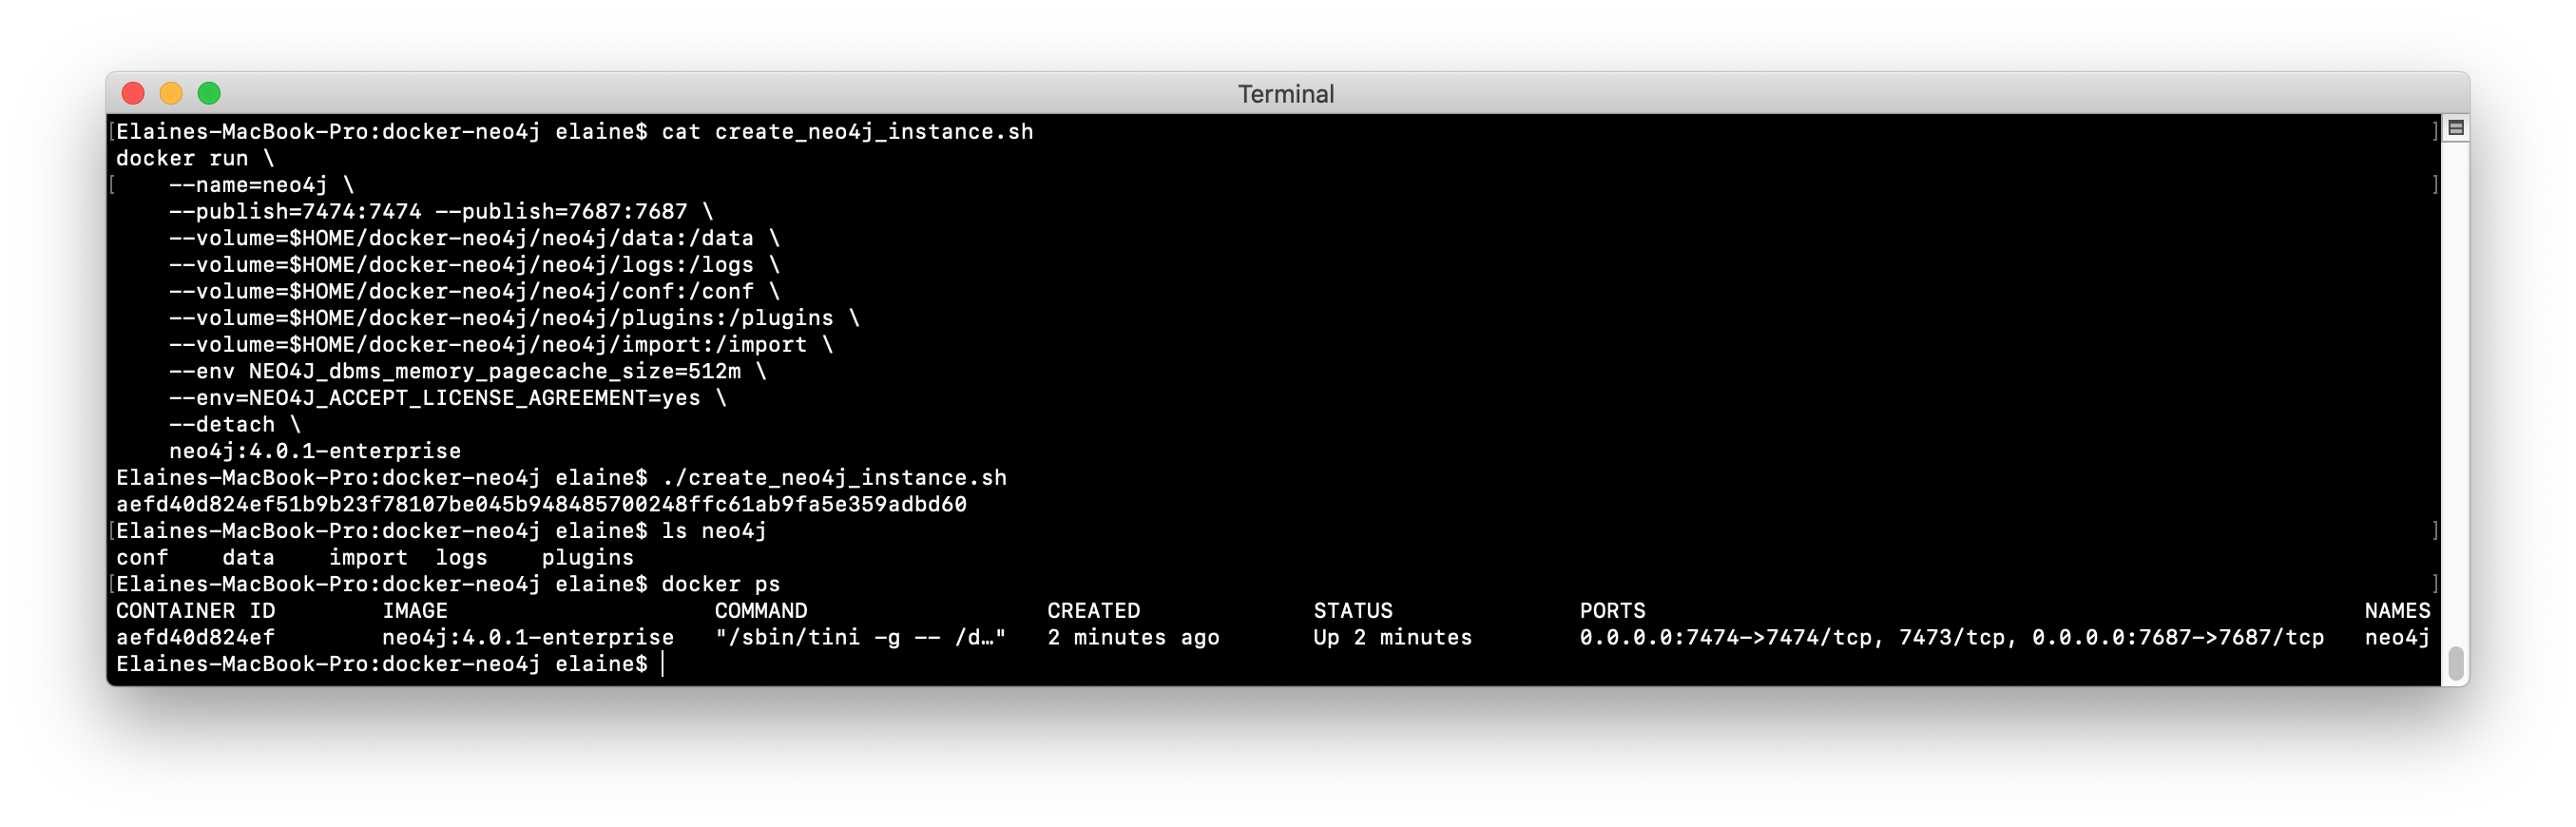 Terminal
[Elaines-MacBook-Pro:docker-neo4j elaine$ cat create_neo4j_instance.sh ]
docker run \
[    --name=neo4j \ ]
    --publish=7474:7474 --publish=7687:7687 \
    --volume=$HOME/docker-neo4j/neo4j/data:/data \
    --volume=$HOME/docker-neo4j/neo4j/logs:/logs \
    --volume=$HOME/docker-neo4j/neo4j/conf:/conf \
    --volume=$HOME/docker-neo4j/neo4j/plugins:/plugins \
    --volume=$HOME/docker-neo4j/neo4j/import:/import \
    --env NEO4J_dbms_memory_pagecache_size=512m \
    --env=NEO4J_ACCEPT_LICENSE_AGREEMENT=yes \
    --detach \
    neo4j:4.0.1-enterprise
Elaines-MacBook-Pro:docker-neo4j elaine$ ./create_neo4j_instance.sh
aefd40d824ef51b9b23f78107be045b948485700248ffc61ab9fa5e359adbd60
[Elaines-MacBook-Pro:docker-neo4j elaine$ ls neo4j ]
conf    data    import  logs    plugins
[Elaines-MacBook-Pro:docker-neo4j elaine$ docker ps ]
CONTAINER ID        IMAGE                    COMMAND                  CREATED             STATUS              PORTS                                                      NAMES
aefd40d824ef        neo4j:4.0.1-enterprise   "/sbin/tini -g -- /d…"   2 minutes ago       Up 2 minutes        0.0.0.0:7474->7474/tcp, 7473/tcp, 0.0.0.0:7687->7687/tcp   neo4j
Elaines-MacBook-Pro:docker-neo4j elaine$